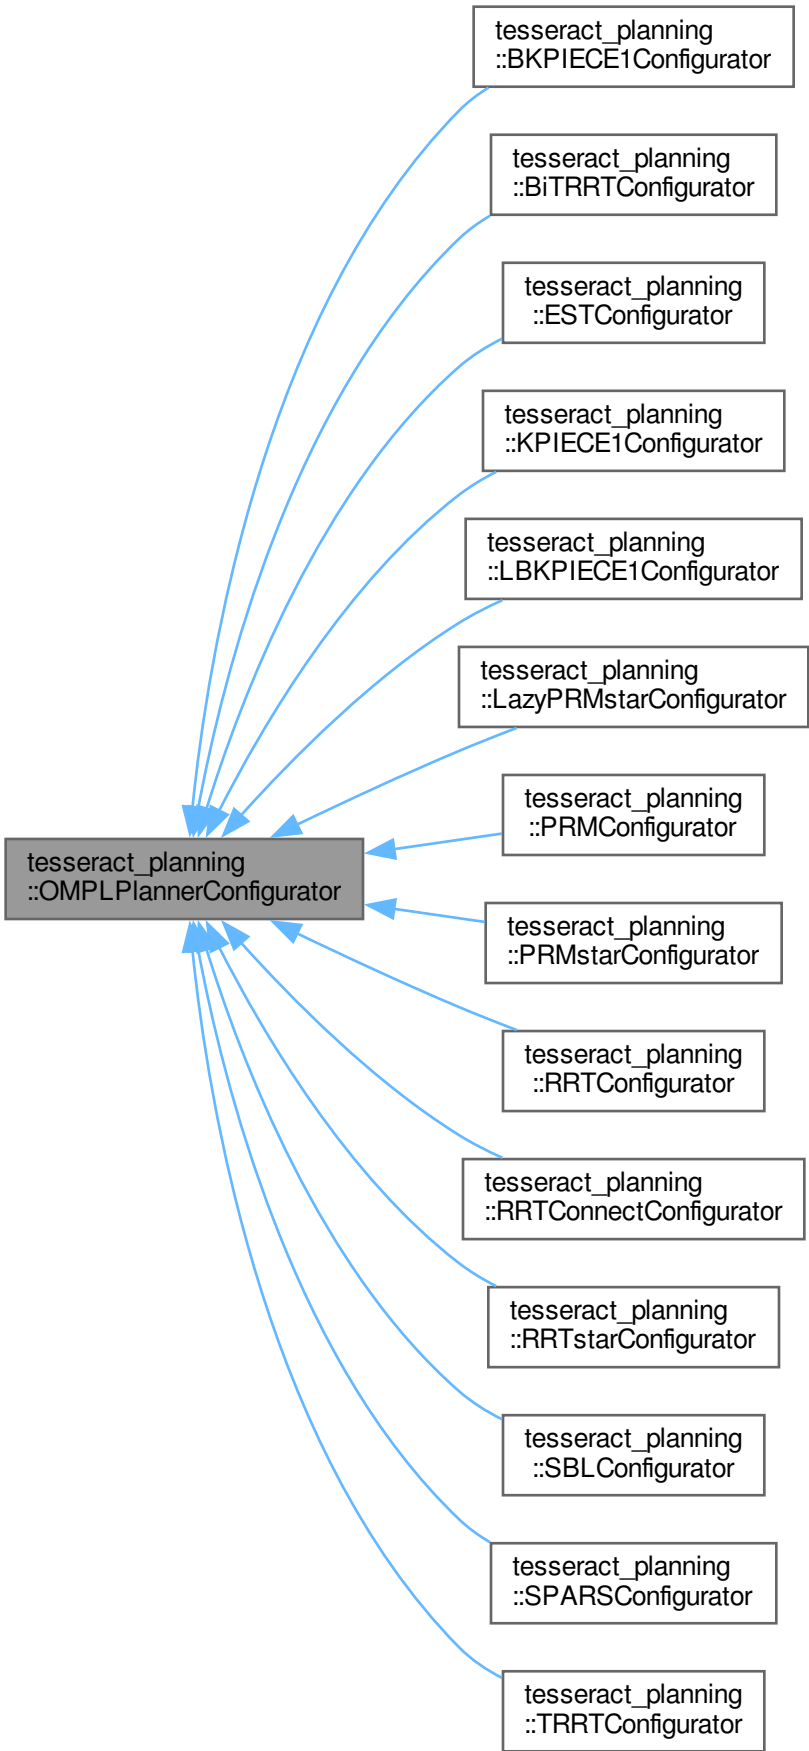 tesseract_planning
::BKPIECE1Configurator
tesseract_planning
::BiTRRTConfigurator
tesseract_planning
::ESTConfigurator
tesseract_planning
::KPIECE1Configurator
tesseract_planning
::LBKPIECE1Configurator
tesseract_planning
::LazyPRMstarConfigurator
tesseract_planning
::PRMConfigurator
tesseract_planning
::OMPLPlannerConfigurator
tesseract_planning
::PRMstarConfigurator
tesseract_planning
::RRTConfigurator
tesseract_planning
::RRTConnectConfigurator
tesseract_planning
::RRTstarConfigurator
tesseract_planning
::SBLConfigurator
tesseract_planning
::SPARSConfigurator
tesseract_planning
::TRRTConfigurator